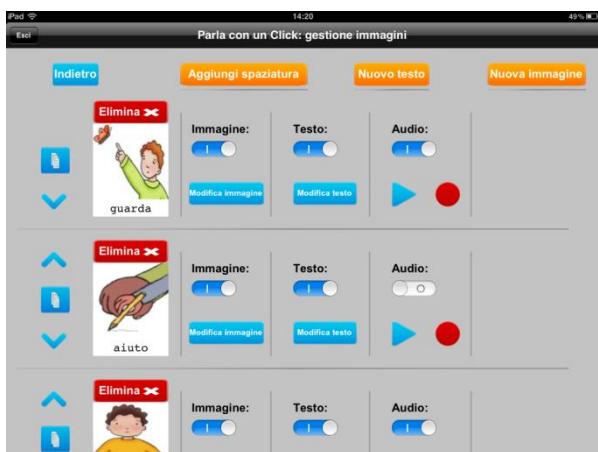 iPad 14:20 49%
Esci Parla con un Click: gestione immagini
Indietro Aggiungi spaziatura Nuovo testo Nuova immagine
Elimina
Immagine: Testo: Audio:
Modifica immagine Modifica testo
guarda
Elimina
Immagine: Testo: Audio:
Modifica immagine Modifica testo
aiuto
Elimina
Immagine: Testo: Audio: